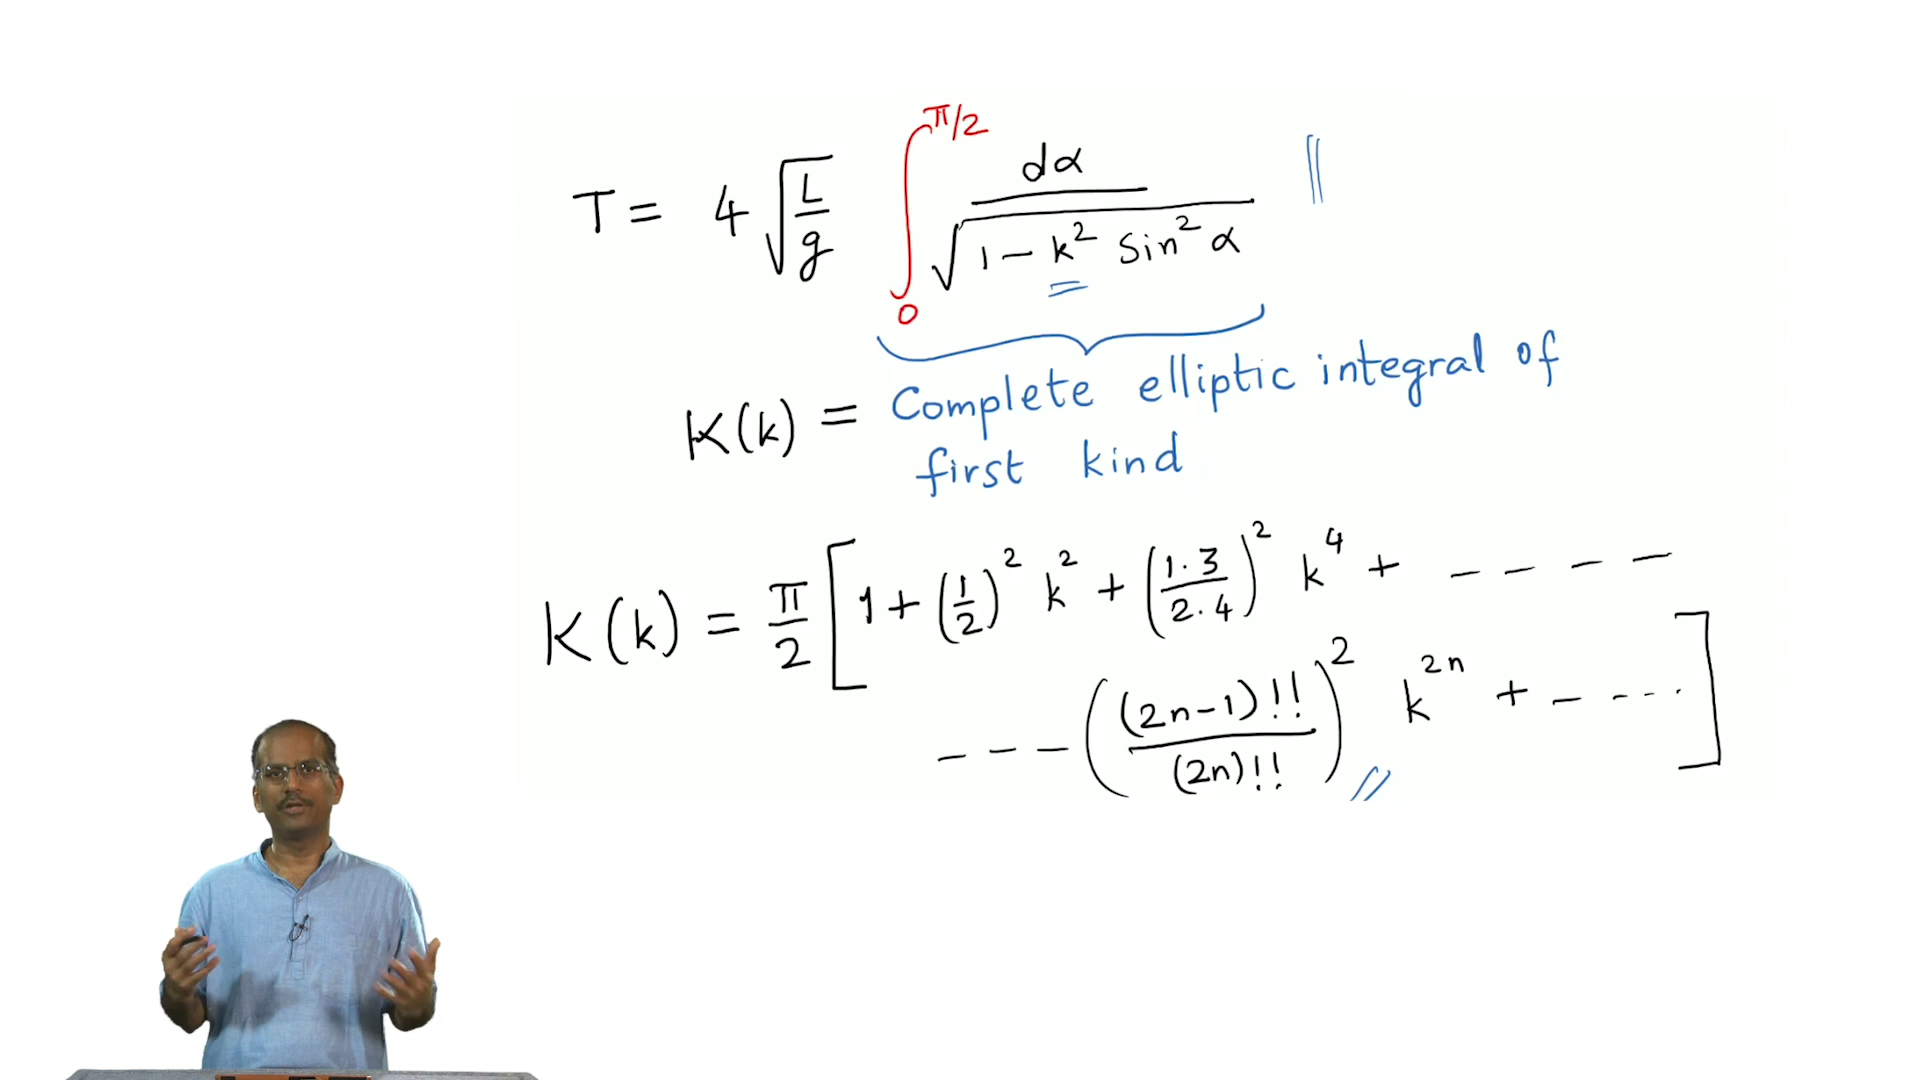 T = 4 √(L/g) ∫₀^{π/2} dα / √(1 − k² Sin² α)
K(k) = Complete elliptic integral of
first kind
K(k) = π/2 [ 1 + (1/2)² k² + (1·3/2·4)² k⁴ + − − − −
− − − ((2n−1)!!/(2n)!!)² k²ⁿ + − − − − ]